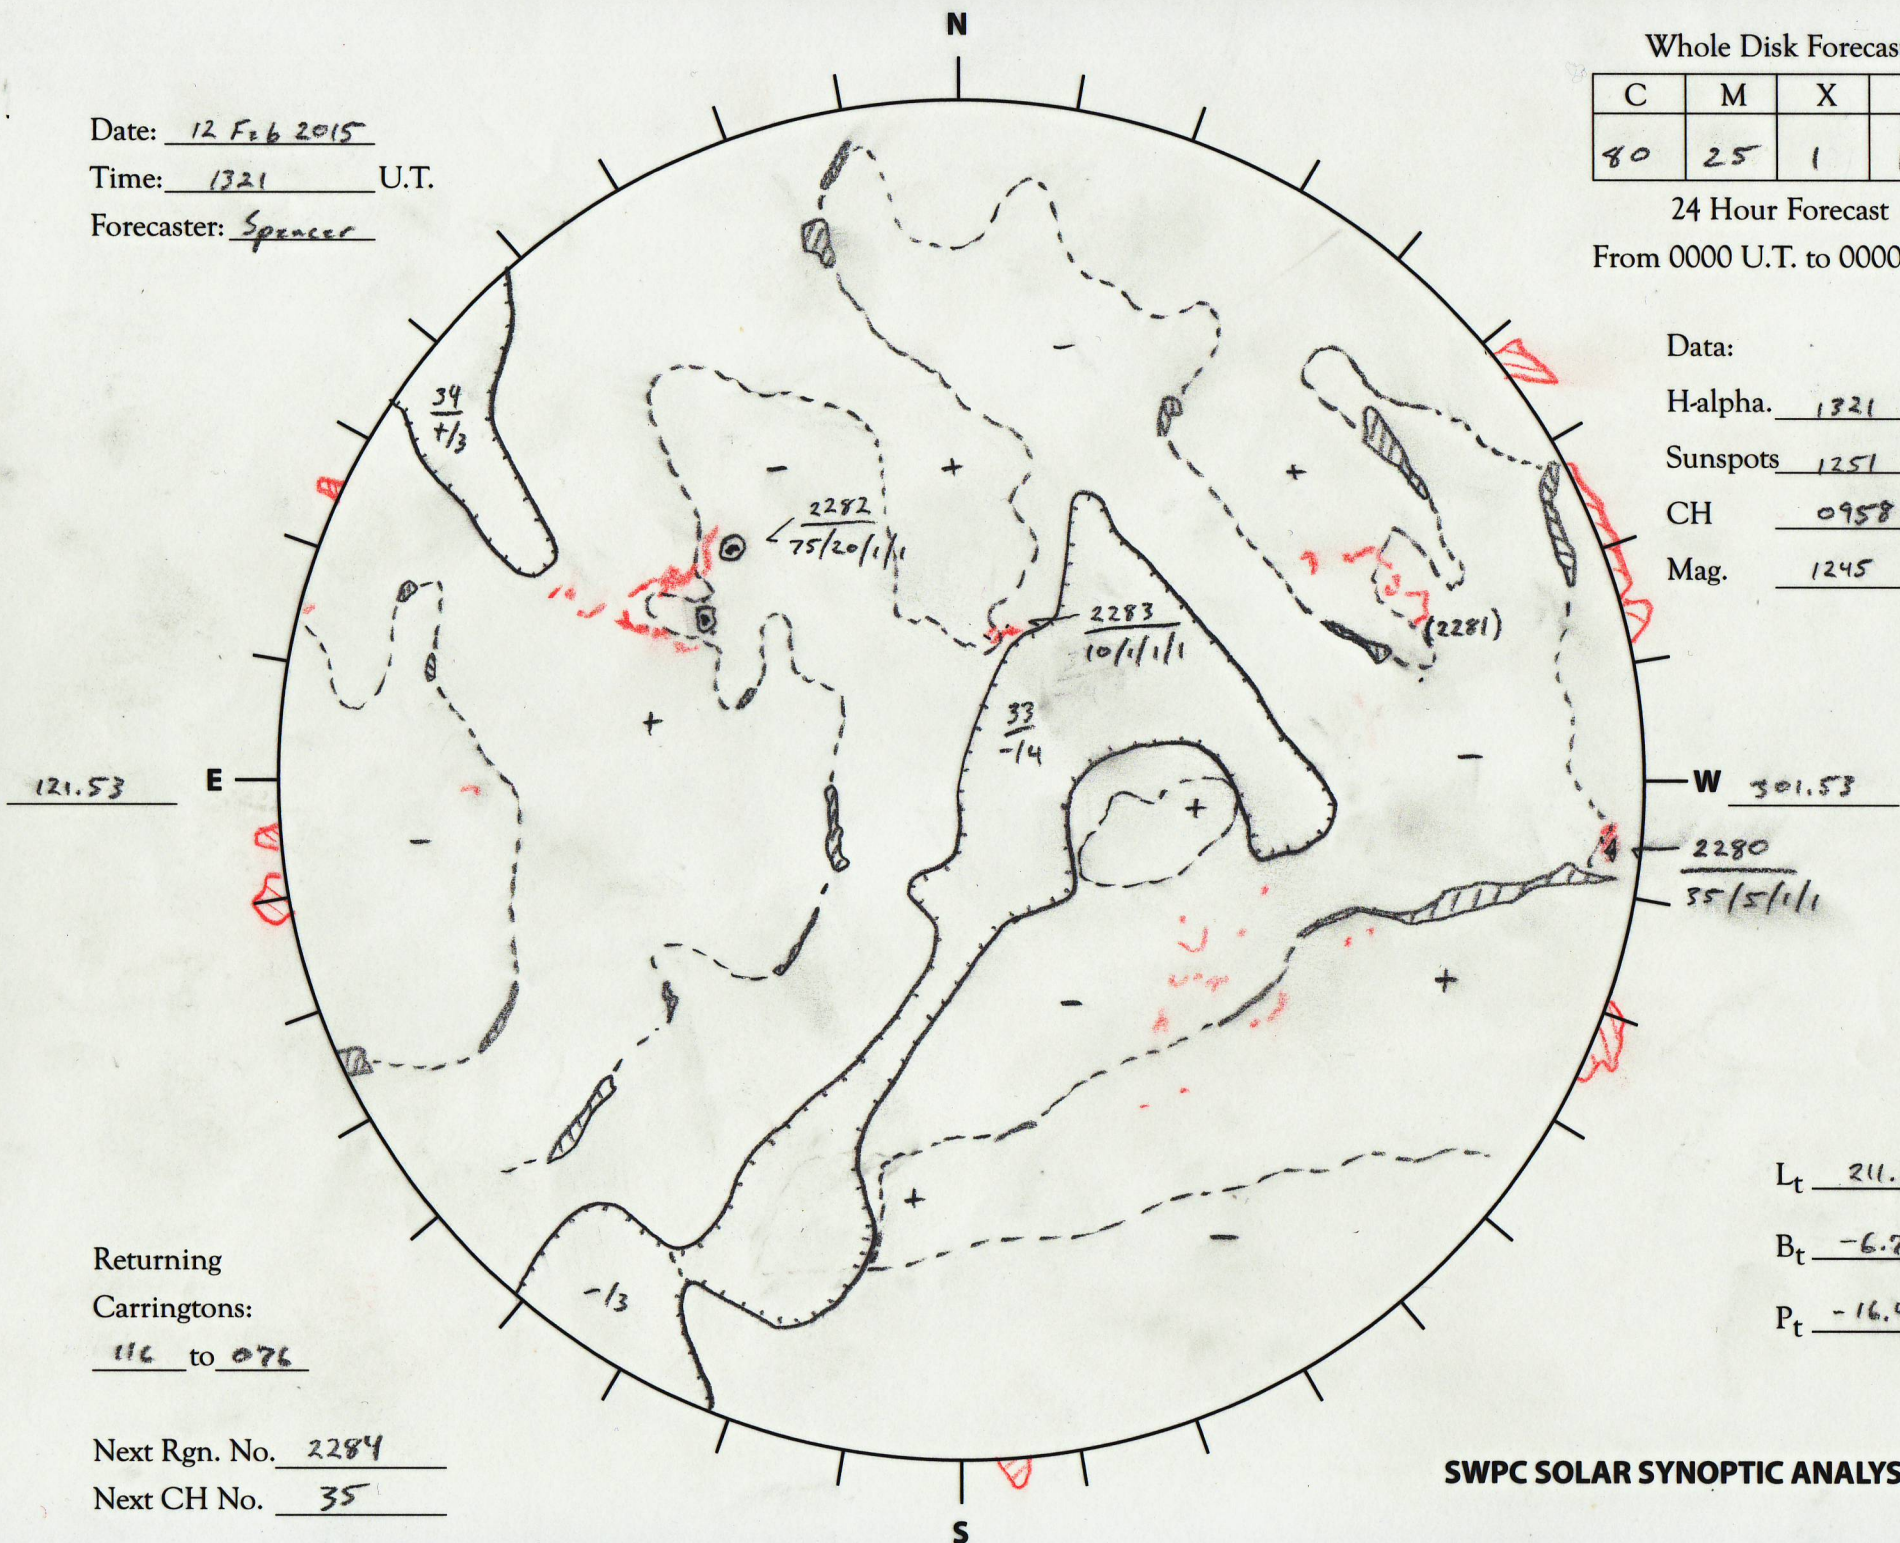 N
Whole Disk Forecas
C M X
80 25 1 1
24 Hour Forecast
From 0000 U.T. to 0000
Date: 12 Feb 2015
Time: 1321 U.T.
Forecaster: Spencer
Data:
H-alpha. 1321
Sunspots 1251
CH 0958
Mag. 1245
34
+/3
-
-
+
+
2282
75/20/1/1
2283
10/1/1/1
(2281)
33
-/4
+
-
121.53 E
W 301.53
+
-
2280
35/5/1/1
-
+
+
-
-/3
Lt 211.
Bt -6.7
Pt -16.4
Returning
Carringtons:
116 to 076
Next Rgn. No. 2284
Next CH No. 35
SWPC SOLAR SYNOPTIC ANALYS
S